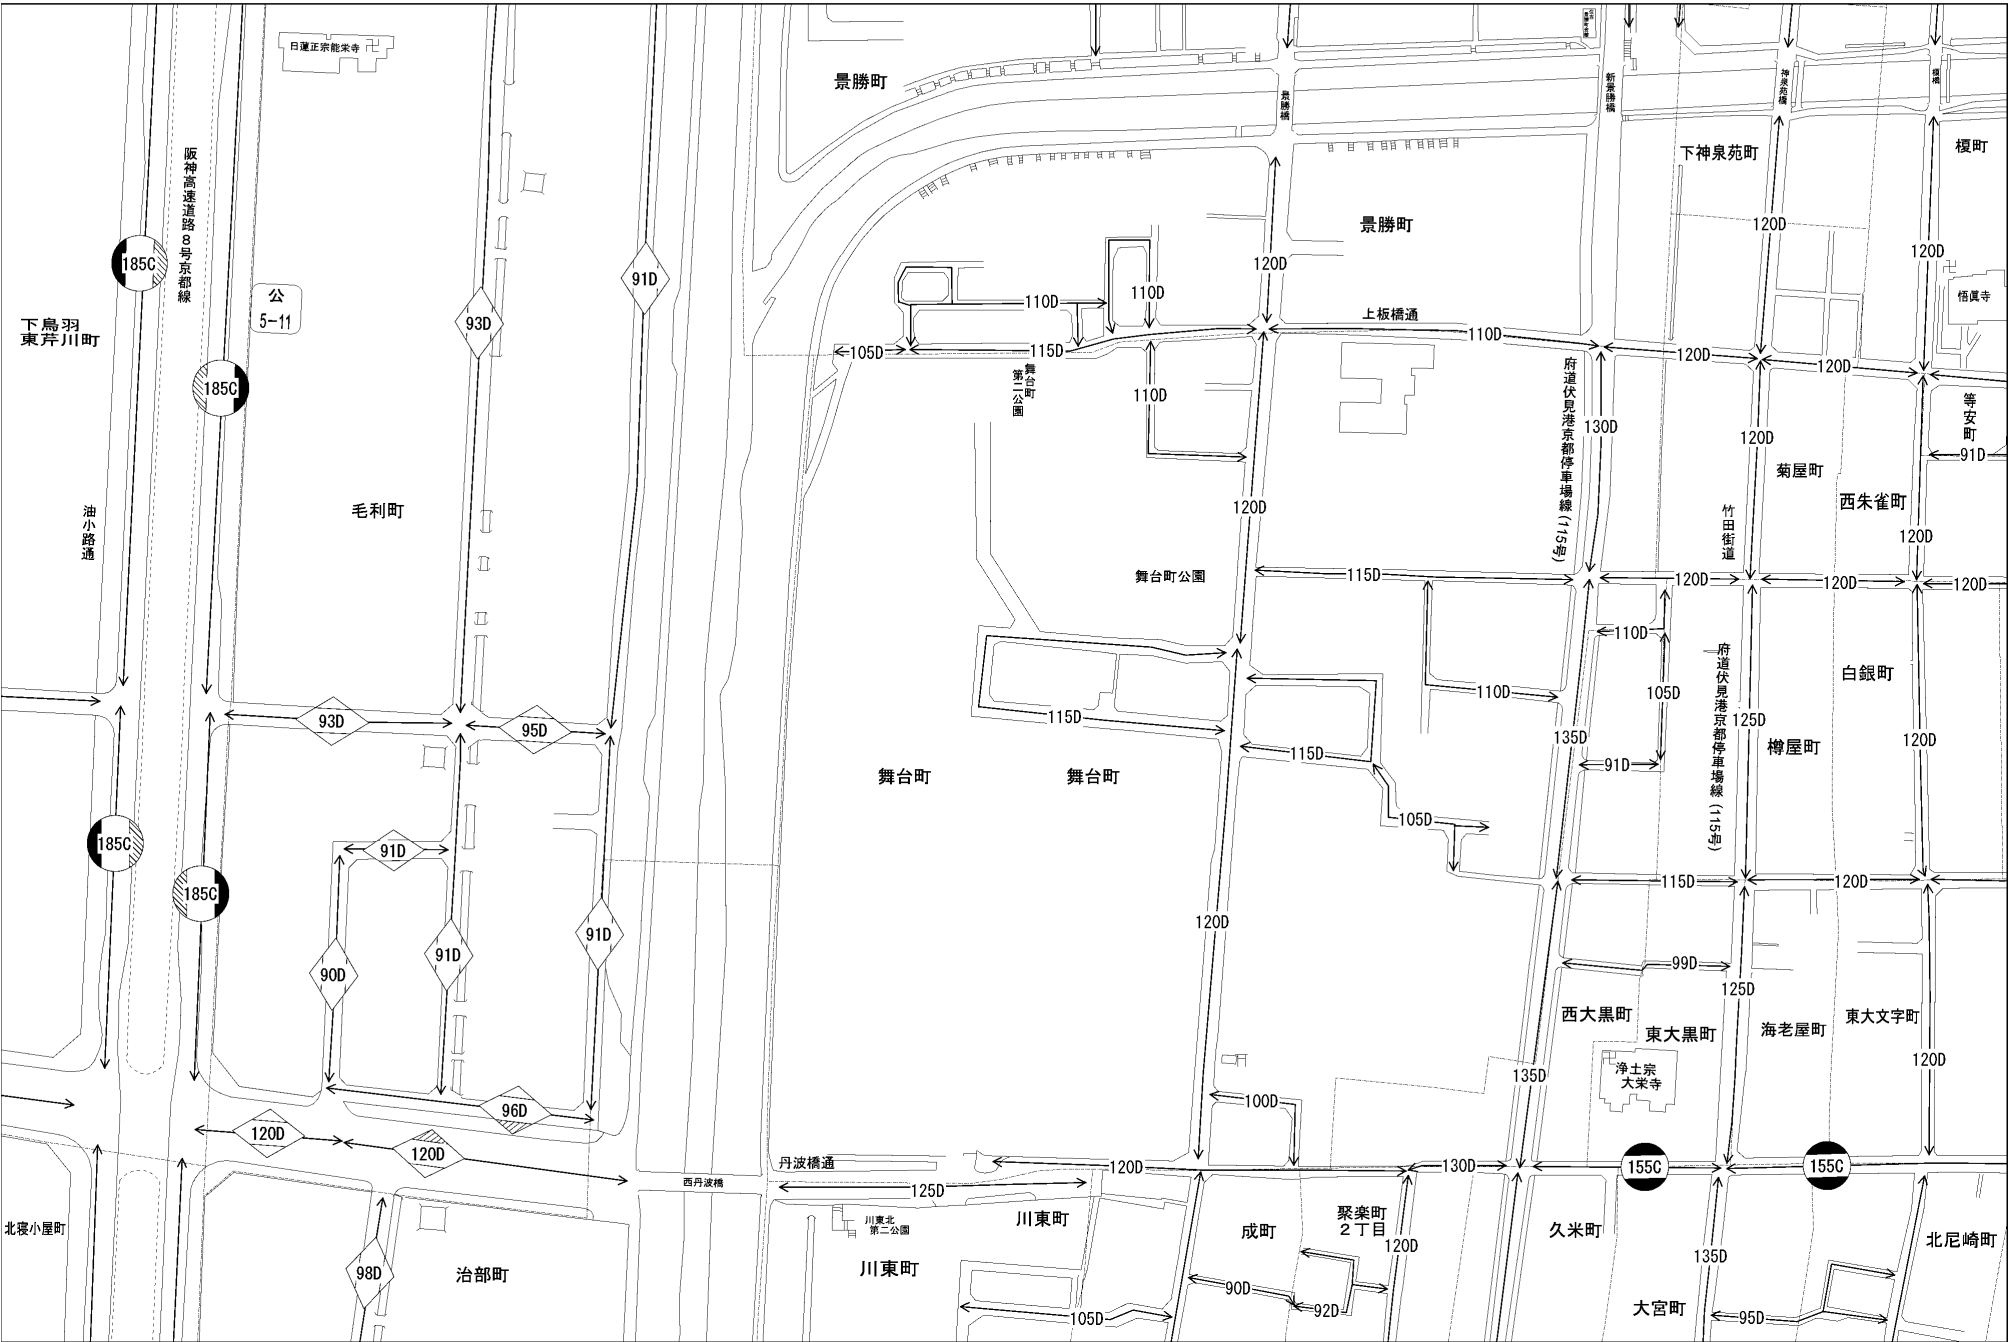 日蓮正宗能栄寺
景勝町
景勝橋
新景勝橋
神泉苑橋
榎橋
下神泉苑町
榎町
阪神高速道路8号京都線
185C
公
5-11
下鳥羽
東芹川町
185C
93D
91D
景勝町
120D
120D
120D
悟眞寺
110D
110D
上板橋通
105D
115D
110D
120D
120D
舞台町
第二公園
110D
府道伏見港京都停車場線(115号)
130D
120D
等安町
91D
菊屋町
西朱雀町
毛利町
油小路通
120D
竹田街道
120D
舞台町公園
115D
120D
120D
120D
110D
府道伏見港京都停車場線(115号)
白銀町
93D
95D
115D
110D
105D
125D
135D
115D
樽屋町
120D
舞台町
舞台町
91D
105D
185C
91D
185C
115D
120D
91D
91D
90D
120D
99D
125D
西大黒町
東大黒町
海老屋町
東大文字町
120D
浄土宗
大栄寺
135D
96D
100D
120D
120D
丹波橋通
120D
130D
155C
155C
西丹波橋
125D
北寝小屋町
川東北
第二公園
川東町
成町
聚楽町
2丁目
久米町
北尼崎町
120D
135D
98D
治部町
川東町
90D
92D
大宮町
105D
95D